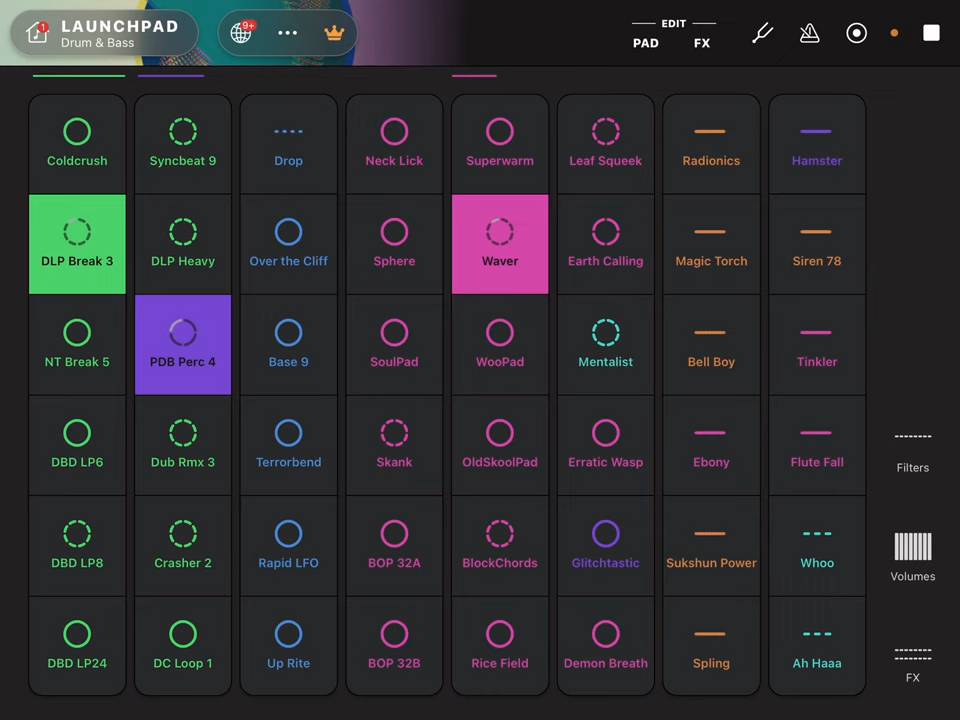 1
LAUNCHPAD
Drum & Bass
9+
EDIT
PAD FX
Coldcrush Syncbeat 9 Drop Neck Lick Superwarm Leaf Squeek Radionics Hamster
DLP Break 3 DLP Heavy Over the Cliff Sphere Waver Earth Calling Magic Torch Siren 78
NT Break 5 PDB Perc 4 Base 9 SoulPad WooPad Mentalist Bell Boy Tinkler
DBD LP6 Dub Rmx 3 Terrorbend Skank OldSkoolPad Erratic Wasp Ebony Flute Fall
Filters
DBD LP8 Crasher 2 Rapid LFO BOP 32A BlockChords Glitchtastic Sukshun Power Whoo
Volumes
DBD LP24 DC Loop 1 Up Rite BOP 32B Rice Field Demon Breath Spling Ah Haaa
FX